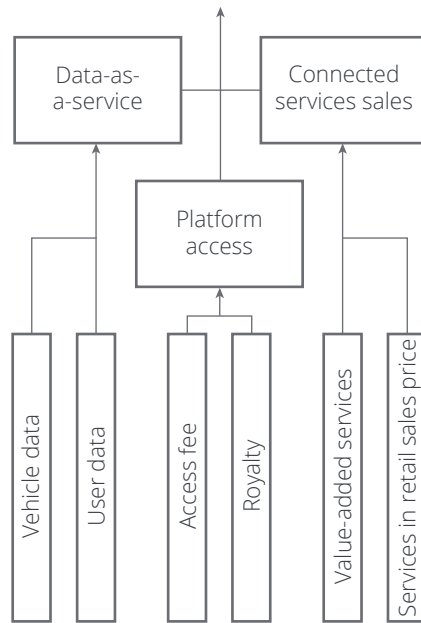 Data-as-
a-service
Connected
services sales
Platform
access
Vehicle data
User data
Access fee
Royalty
Value-added services
Services in retail sales price